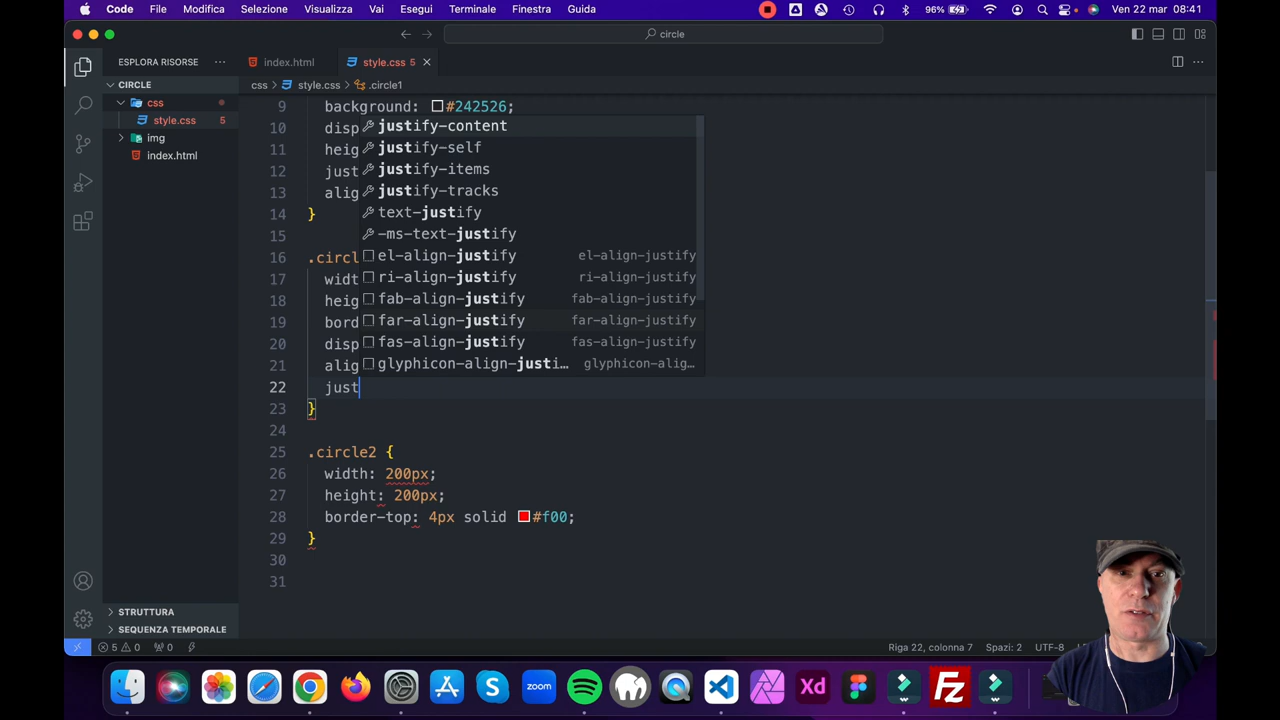 Code Archivio Modifica Selezione Visualizza Vai Esegui Terminale Finestra Guida 96% Ven 22 mar 08:41
circle
ESPLORA RISORSE ··· index.html style.css 5
CIRCLE css > style.css > .circle1
css
style.css 5
img
index.html
9 background: #242526;
10 disp
11 heig
12 just
13 alig
14 }
15
16 .circl
17 widt
18 heig
19 bord
20 disp
21 alig
22 just
23 }
24
25 .circle2 {
26 width: 200px;
27 height: 200px;
28 border-top: 4px solid #f00;
29 }
30
31
justify-content
justify-self
justify-items
justify-tracks
text-justify
-ms-text-justify
el-align-justify el-align-justify
ri-align-justify ri-align-justify
fab-align-justify fab-align-justify
far-align-justify far-align-justify
fas-align-justify fas-align-justify
glyphicon-align-justi... glyphicon-alig...
STRUTTURA
SEQUENZA TEMPORALE
5 0 0 Riga 22, colonna 7 Spazi: 2 UTF-8
zoom Xd Fz